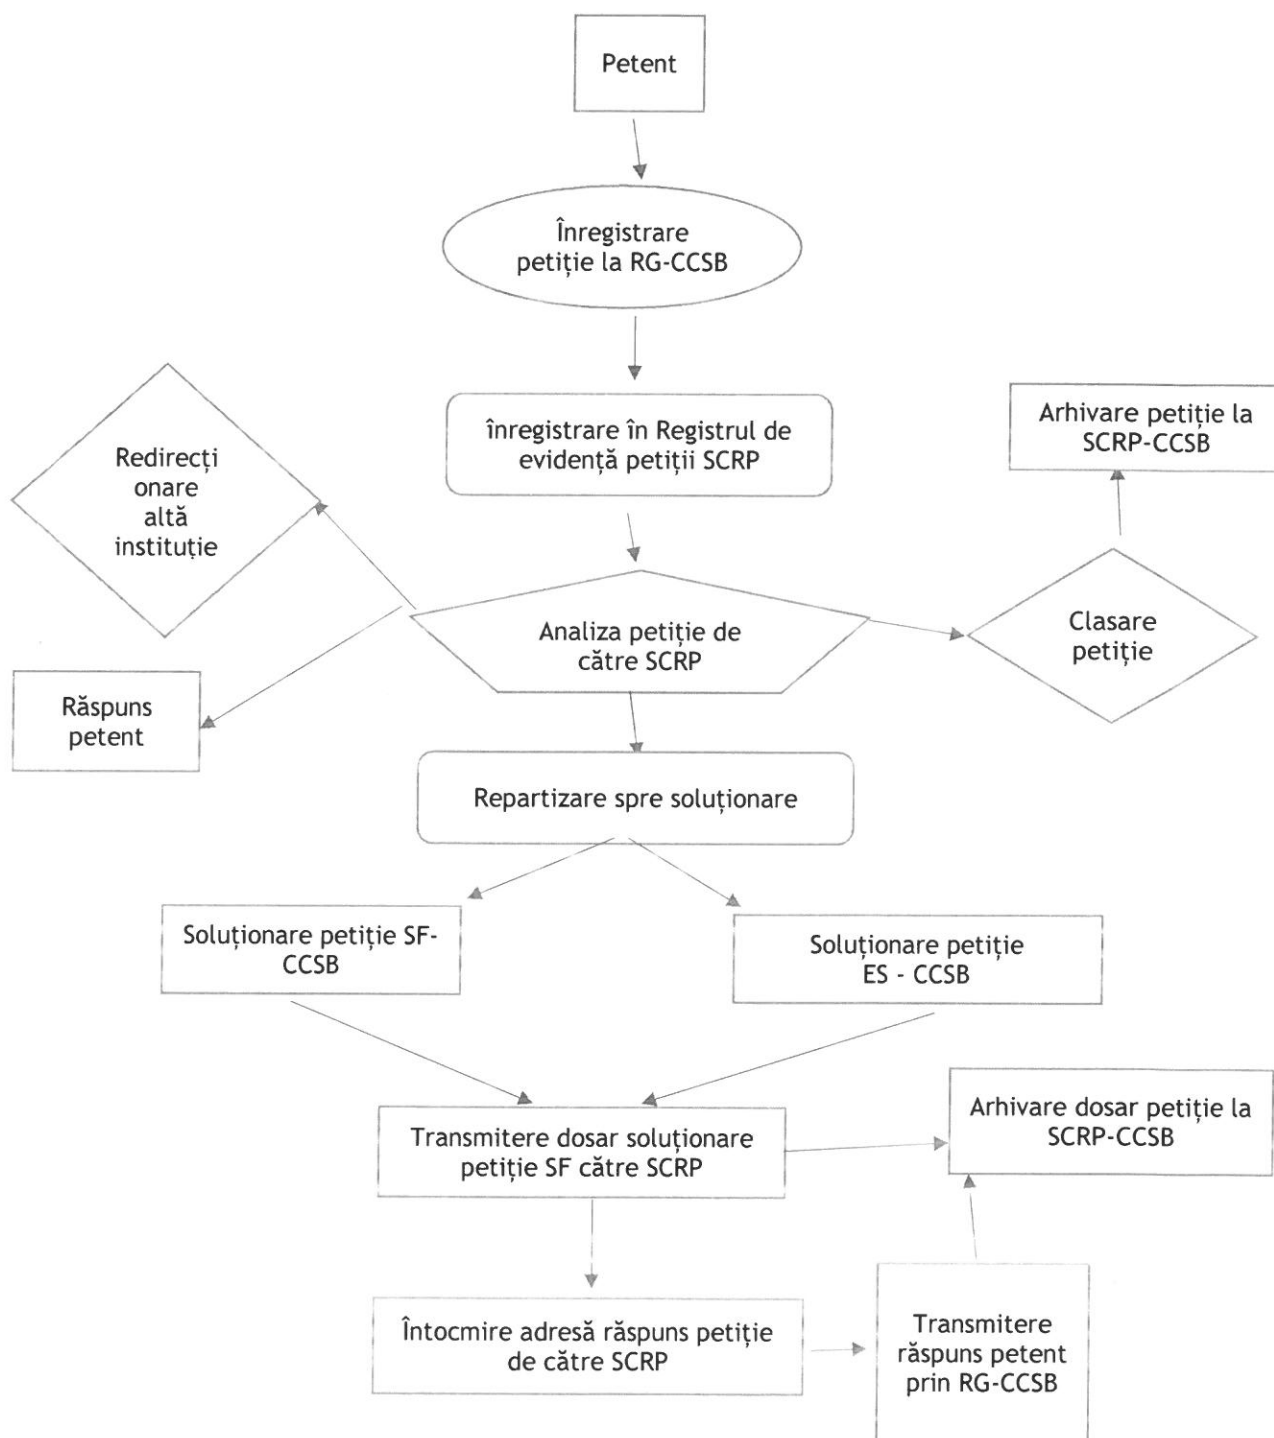 Petent
Înregistrare
petiție la RG-CCSB
înregistrare în Registrul de
evidență petiții SCRP
Arhivare petiție la
SCRP-CCSB
Redirecți
onare
altă
instituție
Analiza petiție de
către SCRP
Clasare
petiție
Răspuns
petent
Repartizare spre soluționare
Soluționare petiție SF-
CCSB
Soluționare petiție
ES - CCSB
Transmitere dosar soluționare
petiție SF către SCRP
Arhivare dosar petiție la
SCRP-CCSB
Întocmire adresă răspuns petiție
de către SCRP
Transmitere
răspuns petent
prin RG-CCSB